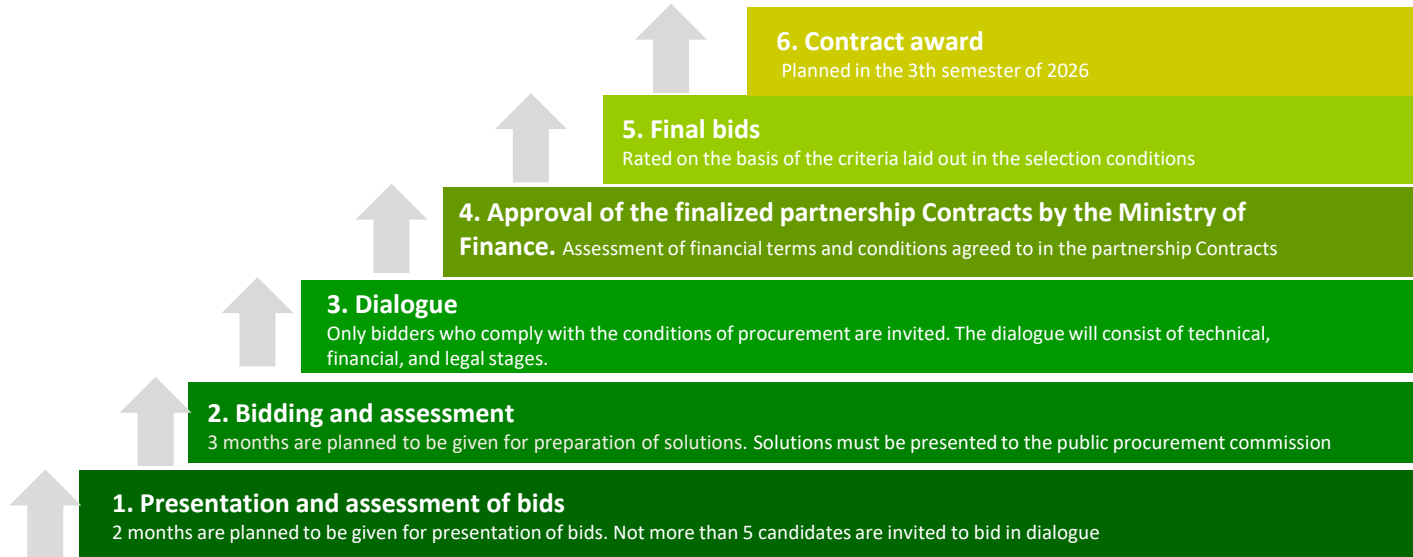 6. Contract award
Planned in the 3th semester of 2026
5. Final bids
Rated on the basis of the criteria laid out in the selection conditions
4. Approval of the finalized partnership Contracts by the Ministry of
Finance. Assessment of financial terms and conditions agreed to in the partnership Contracts
3. Dialogue
Only bidders who comply with the conditions of procurement are invited. The dialogue will consist of technical,
financial, and legal stages.
2. Bidding and assessment
3 months are planned to be given for preparation of solutions. Solutions must be presented to the public procurement commission
1. Presentation and assessment of bids
2 months are planned to be given for presentation of bids. Not more than 5 candidates are invited to bid in dialogue